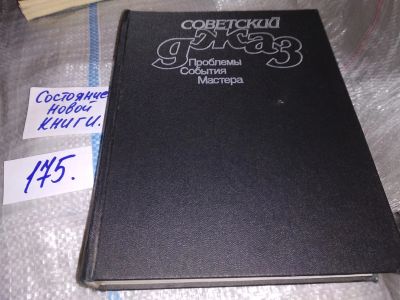 СОВЕТСКИЙ
джаз
Проблемы
События
Мастера
Состояние
новой
книги.
175.